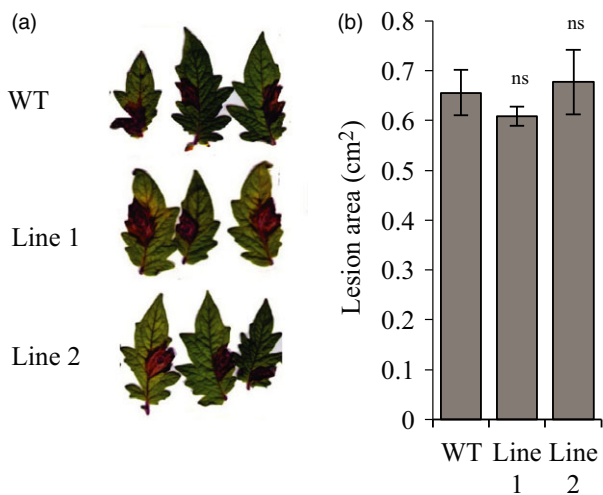 (a)
WT
Line 1
Line 2
(b)
Lesion area (cm²)
0.8
0.7
0.6
0.5
0.4
0.3
0.2
0.1
0
ns
ns
WT
Line
1
Line
2